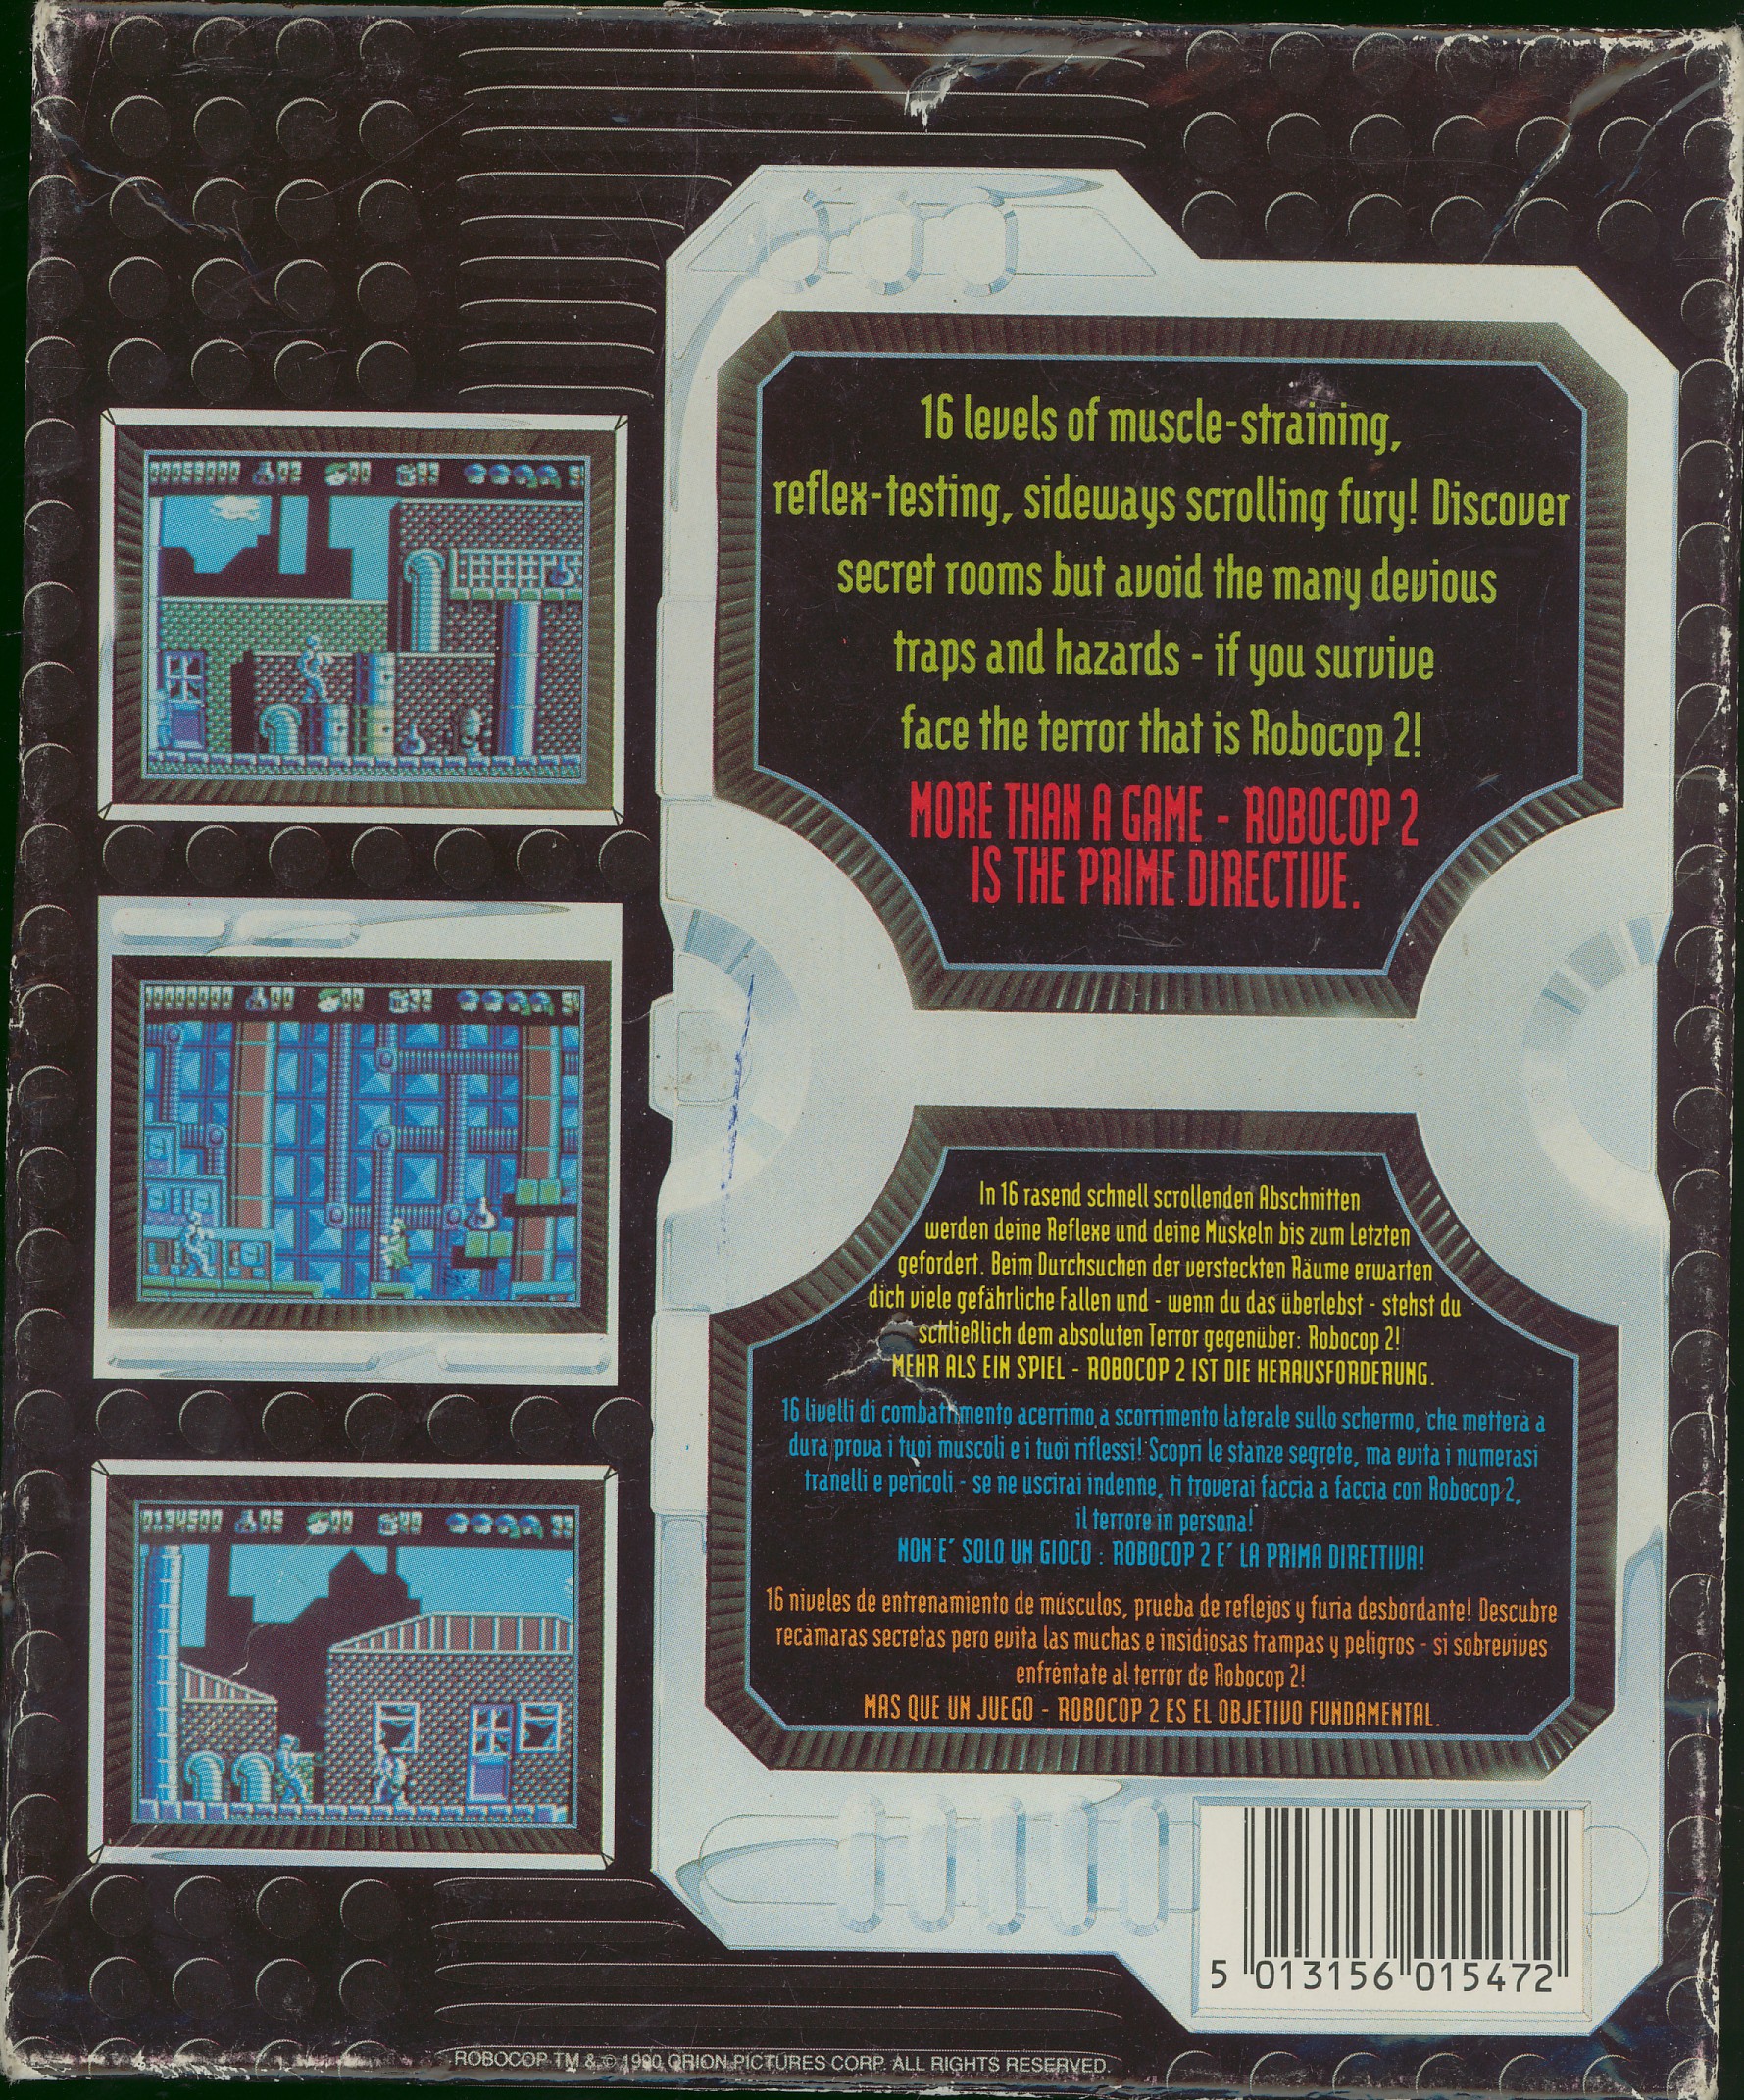 16 levels of muscle-straining,
reflex-testing, sideways scrolling fury! Discover
secret rooms but avoid the many devious
traps and hazards - if you survive
face the terror that is Robocop 2!
MORE THAN A GAME - ROBOCOP 2
IS THE PRIME DIRECTIVE.
In 16 rasend schnell scrollenden Abschnitten
werden deine Reflexe und deine Muskeln bis zum Letzten
gefordert. Beim Durchsuchen der versteckten Räume erwarten
dich viele gefährliche Fallen und - wenn du das überlebst - stehst du
schließlich dem absoluten Terror gegenüber: Robocop 2!
MEHR ALS EIN SPIEL - ROBOCOP 2 IST DIE HERAUSFORDERUNG.
16 livelli di combattimento acerrimo a scorrimento laterale sullo schermo, che metterà a
dura prova i tuoi muscoli e i tuoi riflessi! Scopri le stanze segrete, ma evita i numerasi
tranelli e pericoli - se ne uscirai indenne, ti troverai faccia a faccia con Robocop 2,
il terrore in persona!
NON E' SOLO UN GIOCO : ROBOCOP 2 E' LA PRIMA DIRETTIVA!
16 niveles de entrenamiento de músculos, prueba de reflejos y furia desbordante! Descubre
recámaras secretas pero evita las muchas e insidiosas trampas y peligros - si sobrevives
enfréntate al terror de Robocop 2!
MAS QUE UN JUEGO - ROBOCOP 2 ES EL OBJETIVO FUNDAMENTAL.
5 013156 015472
ROBOCOP TM & © 1990 ORION PICTURES CORP. ALL RIGHTS RESERVED.